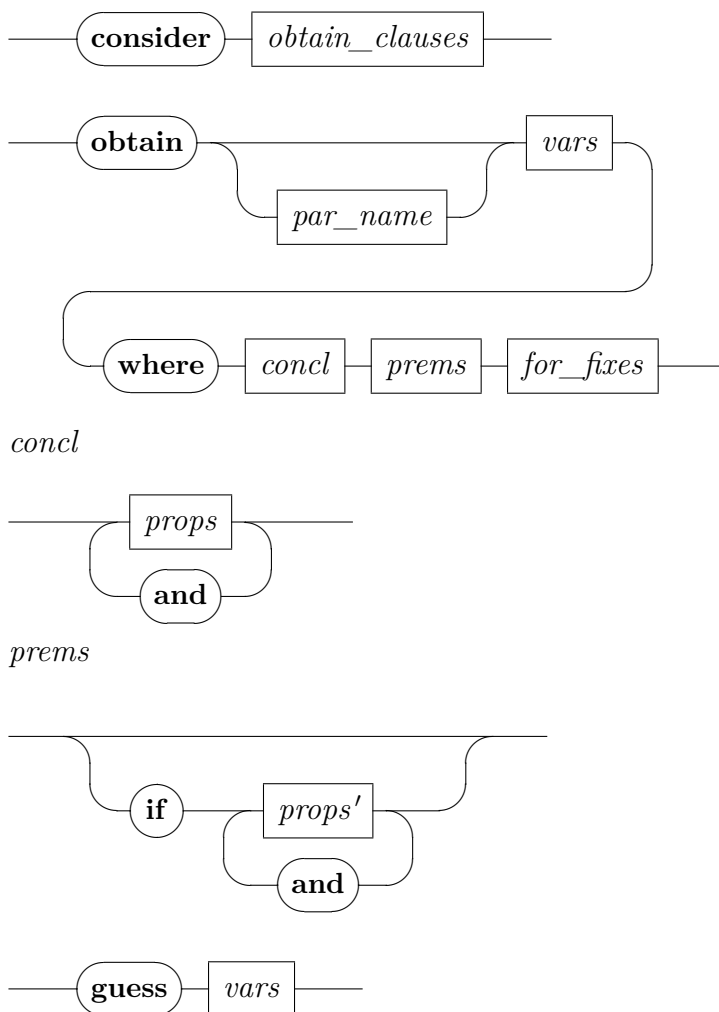 consider obtain_clauses
obtain vars
par_name
where concl prems for_fixes
concl
props
and
prems
if props′
and
guess vars